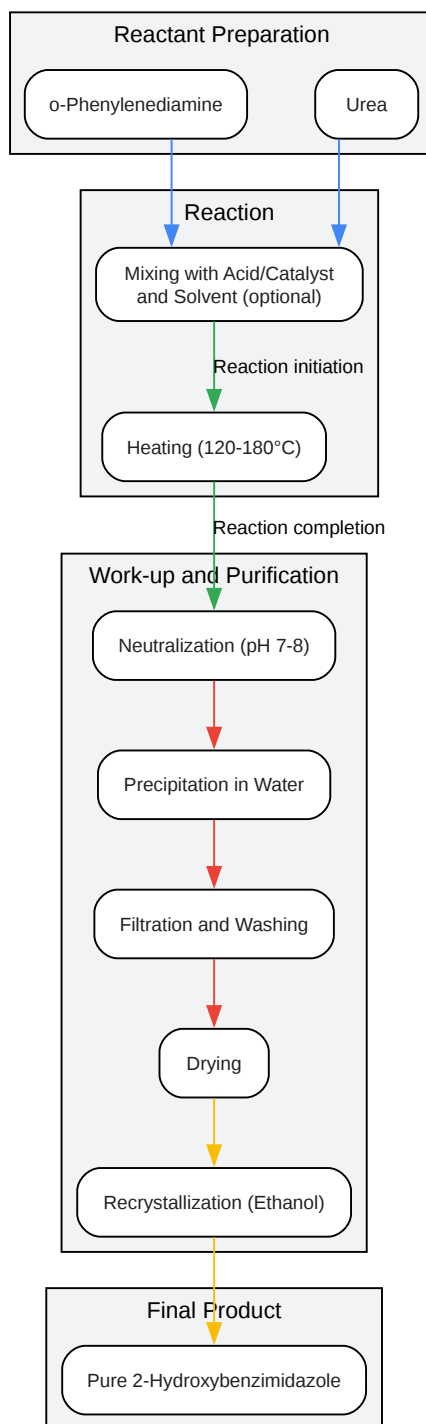 Reactant Preparation
o-Phenylenediamine
Urea
Reaction
Mixing with Acid/Catalyst
and Solvent (optional)
Reaction initiation
Heating (120-180°C)
Reaction completion
Work-up and Purification
Neutralization (pH 7-8)
Precipitation in Water
Filtration and Washing
Drying
Recrystallization (Ethanol)
Final Product
Pure 2-Hydroxybenzimidazole